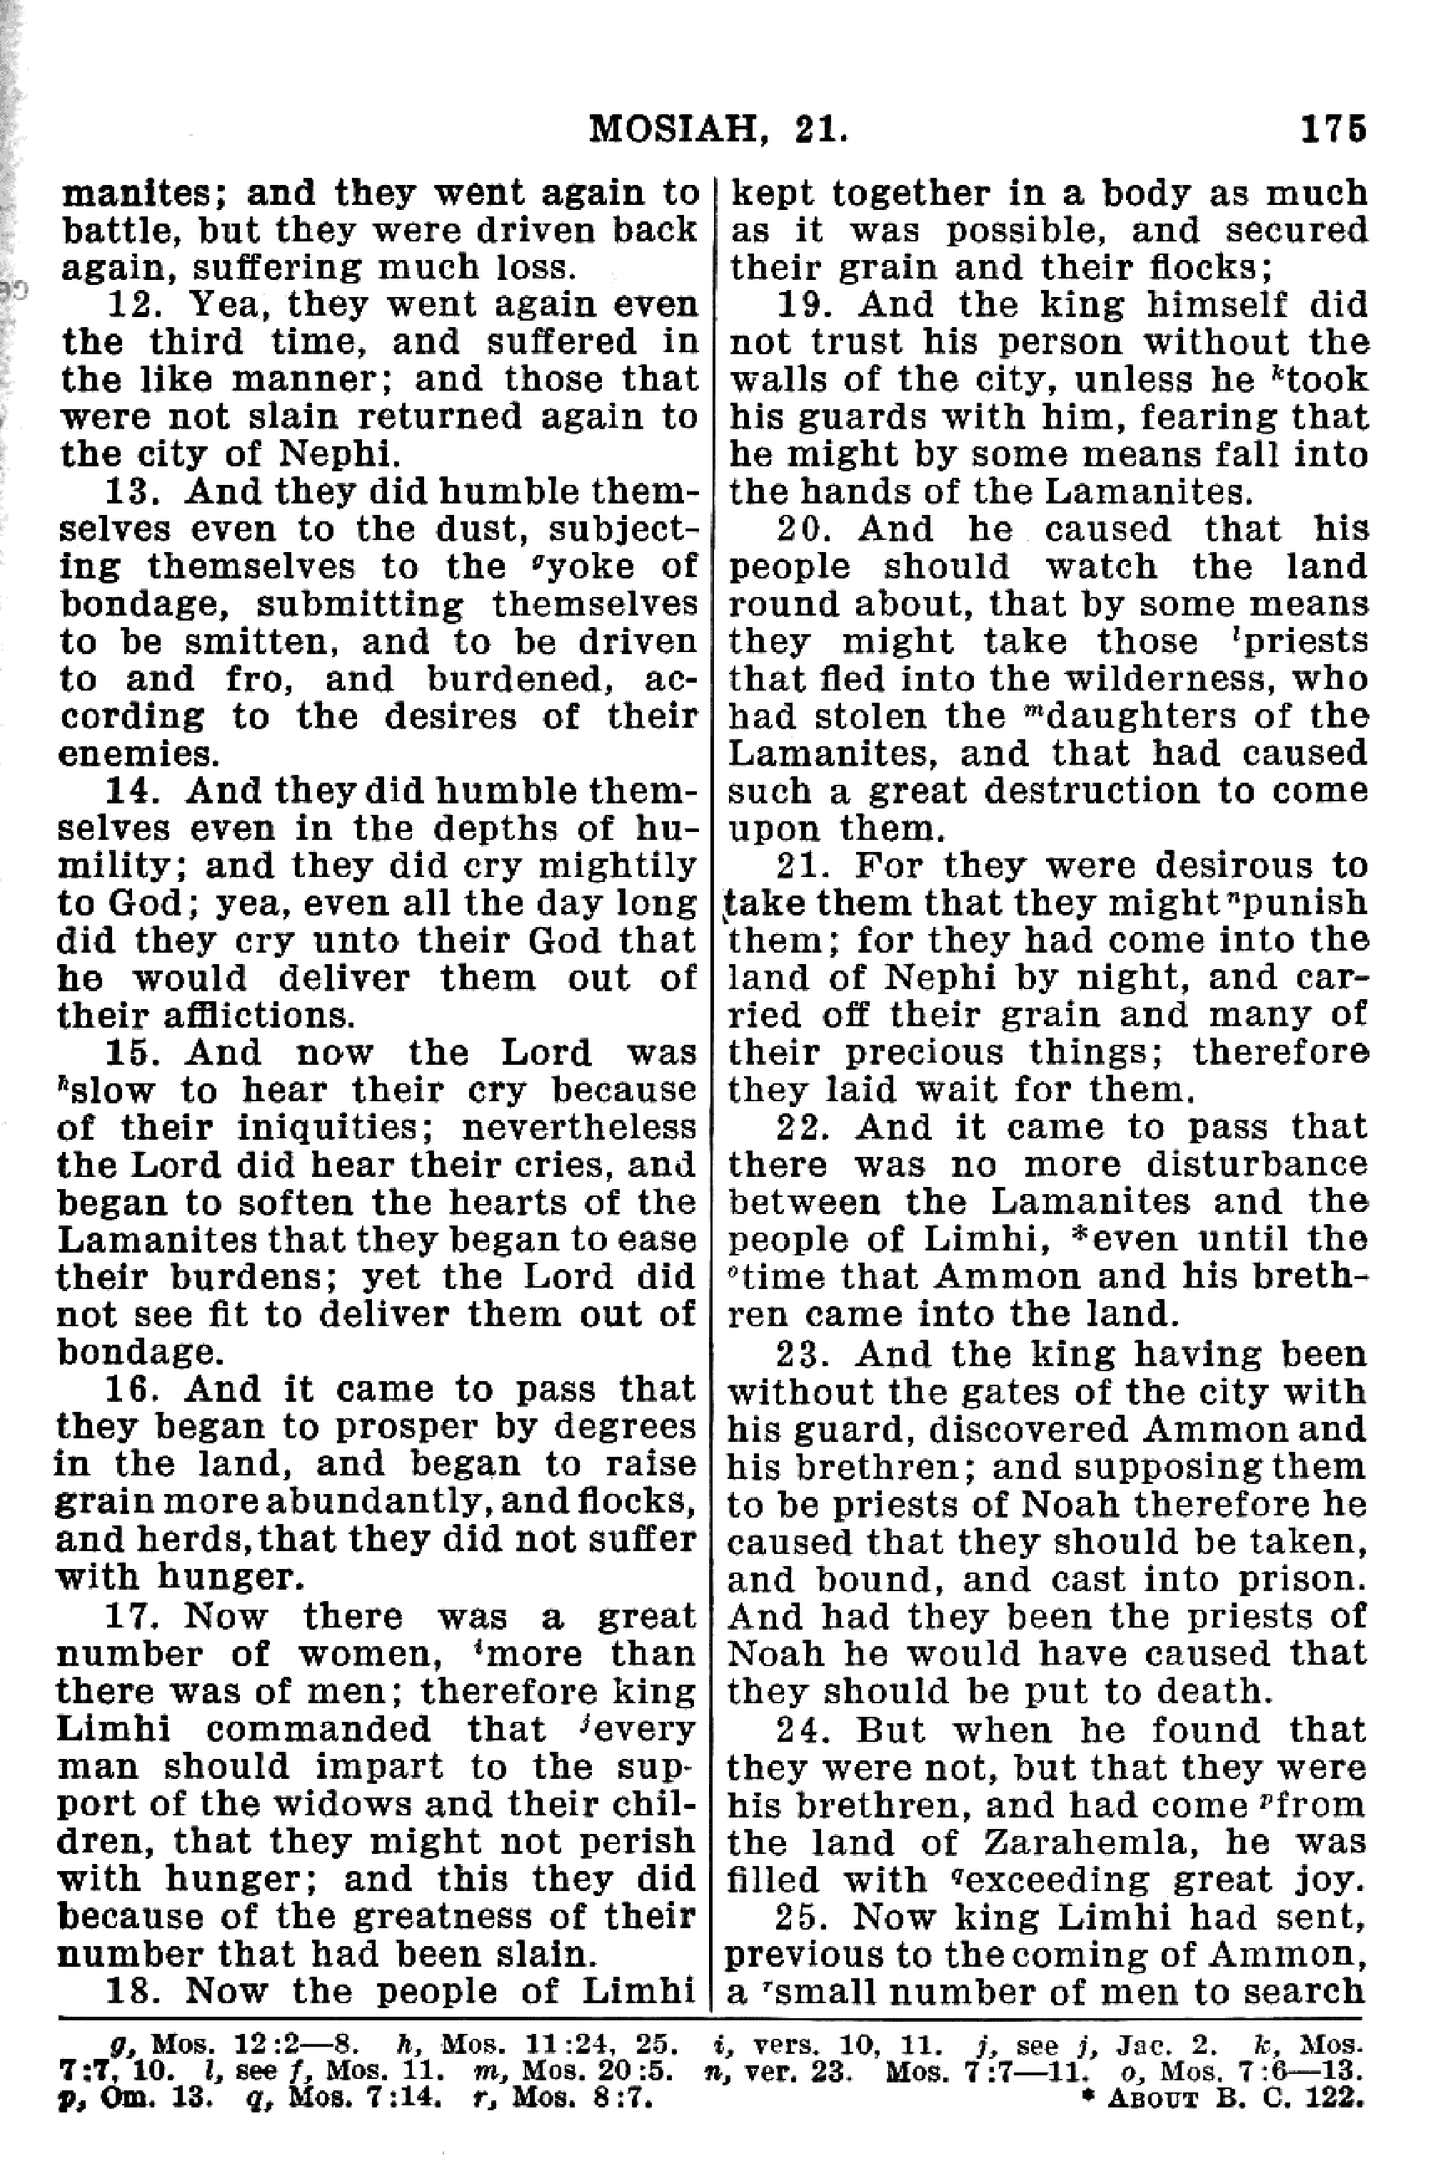 MOSIAH, 21. 175
manites; and they went again to
battle, but they were driven back
again, suffering much loss.
12. Yea, they went again even
the third time, and suffered in
the like manner; and those that
were not slain returned again to
the city of Nephi.
13. And they did humble them-
selves even to the dust, subject-
ing themselves to the gyoke of
bondage, submitting themselves
to be smitten, and to be driven
to and fro, and burdened, ac-
cording to the desires of their
enemies.
14. And they did humble them-
selves even in the depths of hu-
mility; and they did cry mightily
to God; yea, even all the day long
did they cry unto their God that
he would deliver them out of
their afflictions.
15. And now the Lord was
hslow to hear their cry because
of their iniquities; nevertheless
the Lord did hear their cries, and
began to soften the hearts of the
Lamanites that they began to ease
their burdens; yet the Lord did
not see fit to deliver them out of
bondage.
16. And it came to pass that
they began to prosper by degrees
in the land, and began to raise
grain more abundantly, and flocks,
and herds, that they did not suffer
with hunger.
17. Now there was a great
number of women, imore than
there was of men; therefore king
Limhi commanded that jevery
man should impart to the sup-
port of the widows and their chil-
dren, that they might not perish
with hunger; and this they did
because of the greatness of their
number that had been slain.
18. Now the people of Limhi
kept together in a body as much
as it was possible, and secured
their grain and their flocks;
19. And the king himself did
not trust his person without the
walls of the city, unless he ktook
his guards with him, fearing that
he might by some means fall into
the hands of the Lamanites.
20. And he caused that his
people should watch the land
round about, that by some means
they might take those lpriests
that fled into the wilderness, who
had stolen the mdaughters of the
Lamanites, and that had caused
such a great destruction to come
upon them.
21. For they were desirous to
take them that they might npunish
them; for they had come into the
land of Nephi by night, and car-
ried off their grain and many of
their precious things; therefore
they laid wait for them.
22. And it came to pass that
there was no more disturbance
between the Lamanites and the
people of Limhi, *even until the
otime that Ammon and his breth-
ren came into the land.
23. And the king having been
without the gates of the city with
his guard, discovered Ammon and
his brethren; and supposing them
to be priests of Noah therefore he
caused that they should be taken,
and bound, and cast into prison.
And had they been the priests of
Noah he would have caused that
they should be put to death.
24. But when he found that
they were not, but that they were
his brethren, and had come pfrom
the land of Zarahemla, he was
filled with qexceeding great joy.
25. Now king Limhi had sent,
previous to the coming of Ammon,
a rsmall number of men to search
g, Mos. 12:2—8. h, Mos. 11:24, 25. i, vers. 10, 11. j, see j, Jac. 2. k, Mos.
7:7, 10. l, see f, Mos. 11. m, Mos. 20:5. n, ver. 23. Mos. 7:7—11. o, Mos. 7:6—13.
p, Om. 13. q, Mos. 7:14. r, Mos. 8:7. * ABOUT B. C. 122.